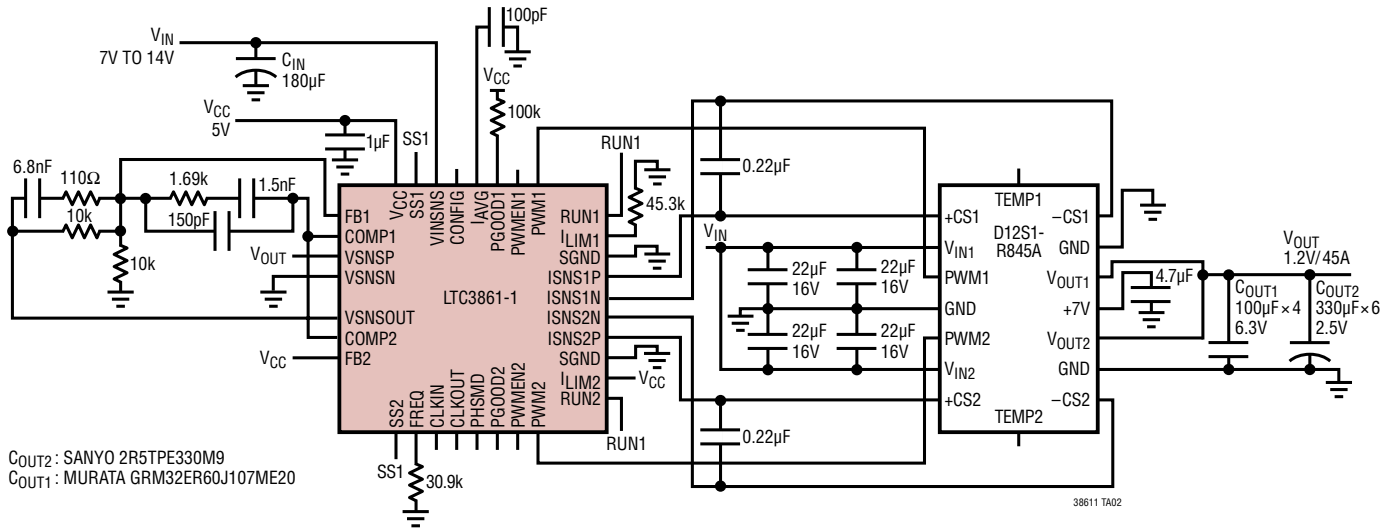 100pF
VIN
7V TO 14V
CIN
180µF
VCC
100k
VCC
5V
1µF
SS1
RUN1
0.22µF
6.8nF
110Ω
1.69k
1.5nF
10k
150pF
10k
45.3k
VCC
SS1
VINSNS
CONFIG
IAVG
PGOOD1
PWMEN1
PWM1
FB1
COMP1
VSNSP
VSNSN
VSNSOUT
COMP2
FB2
VOUT
VCC
LTC3861-1
RUN1
ILIM1
SGND
ISNS1P
ISNS1N
ISNS2N
ISNS2P
SGND
ILIM2
RUN2
VCC
RUN1
SS2
FREQ
CLKIN
CLKOUT
PHSMD
PGOOD2
PWMEN2
PWM2
SS1
30.9k
VIN
22µF
16V
22µF
16V
22µF
16V
22µF
16V
0.22µF
TEMP1
D12S1-
R845A
+CS1
VIN1
PWM1
GND
PWM2
VIN2
+CS2
–CS1
GND
VOUT1
+7V
VOUT2
GND
–CS2
TEMP2
4.7µF
VOUT
1.2V/45A
COUT1
100µF×4
6.3V
COUT2
330µF×6
2.5V
COUT2: SANYO 2R5TPE330M9
COUT1: MURATA GRM32ER60J107ME20
38611 TA02